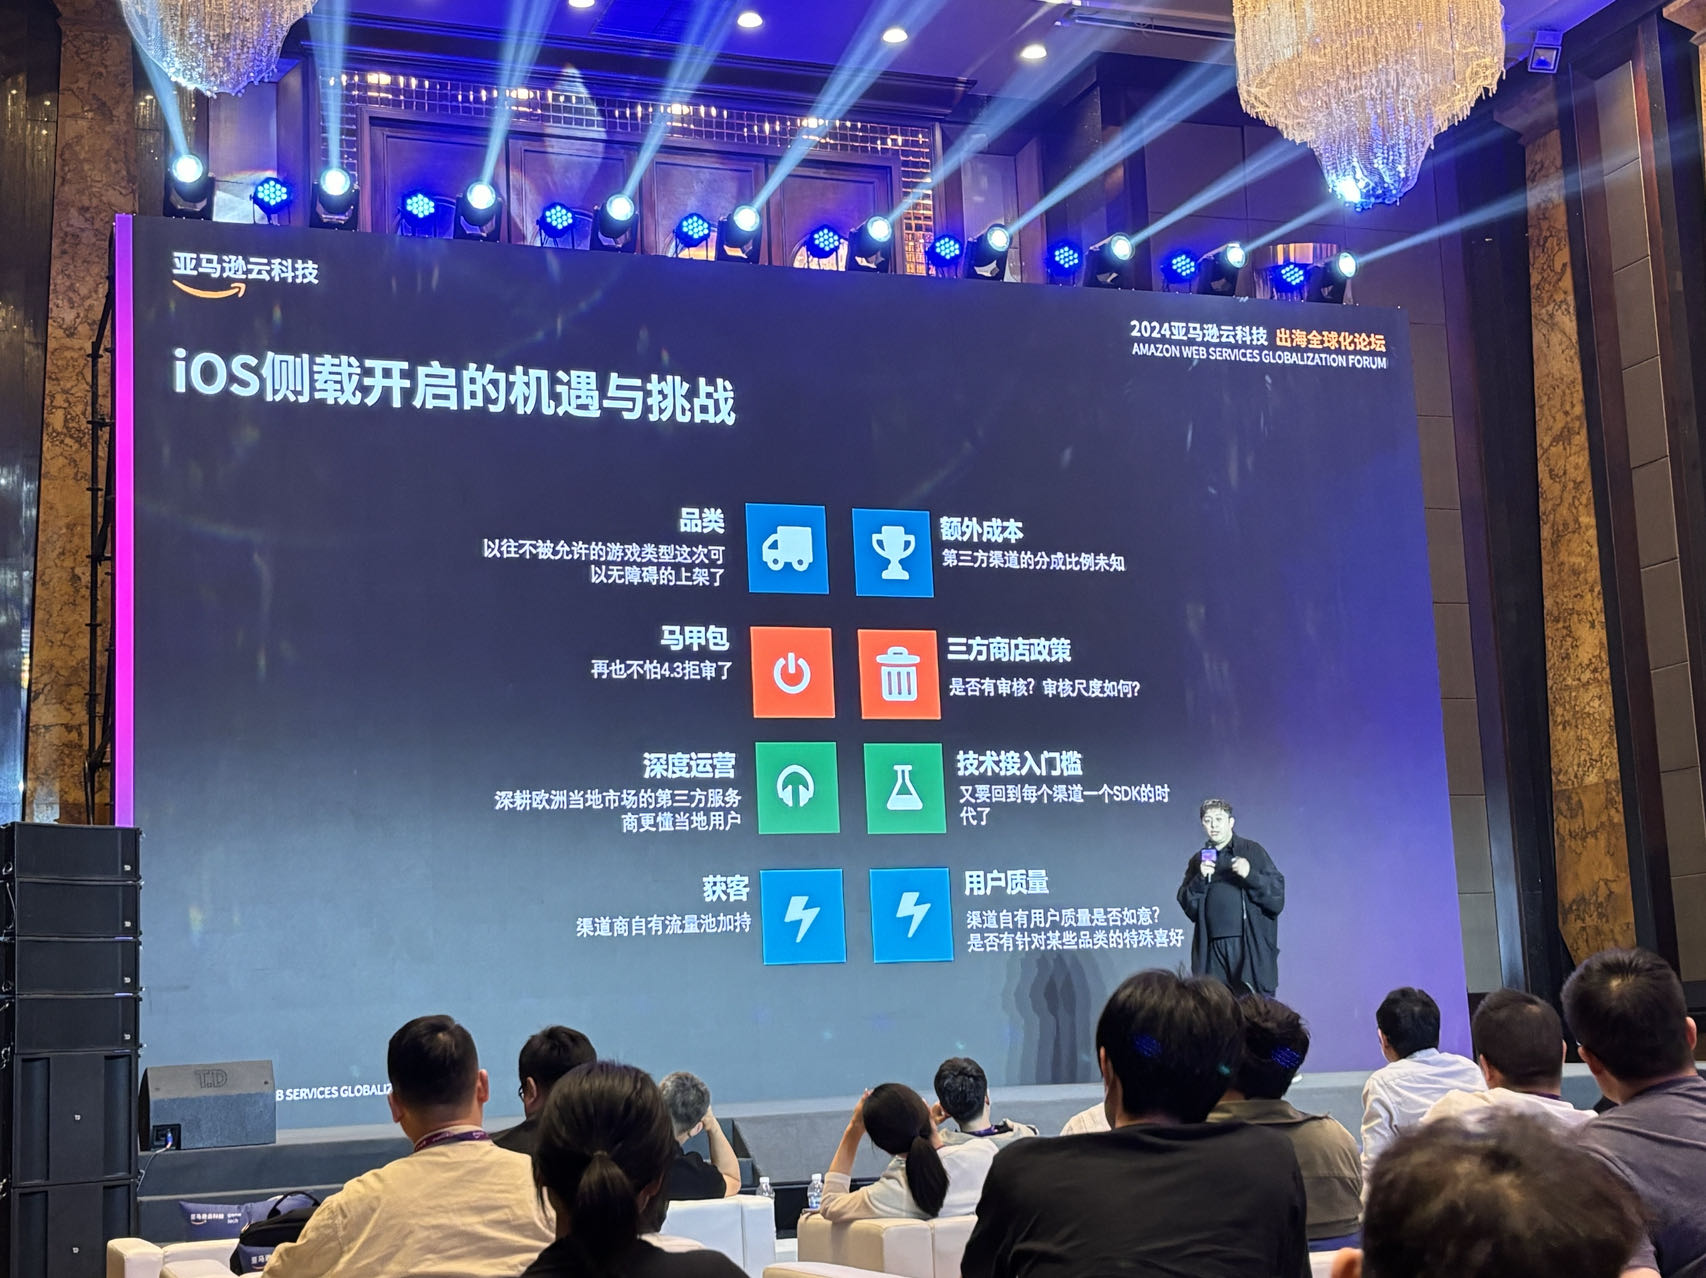 亚马逊云科技
2024亚马逊云科技 出海全球化论坛
AMAZON WEB SERVICES GLOBALIZATION FORUM
iOS侧载开启的机遇与挑战
品类
以往不被允许的游戏类型这次可
以无障碍的上架了
马甲包
再也不怕4.3拒审了
深度运营
深耕欧洲当地市场的第三方服务
商更懂当地用户
获客
渠道商自有流量池加持
额外成本
第三方渠道的分成比例未知
三方商店政策
是否有审核？审核尺度如何？
技术接入门槛
又要回到每个渠道一个SDK的时
代了
用户质量
渠道自有用户质量是否如意？
是否有针对某些品类的特殊喜好
B SERVICES GLOBALIZ
亚马逊云科技